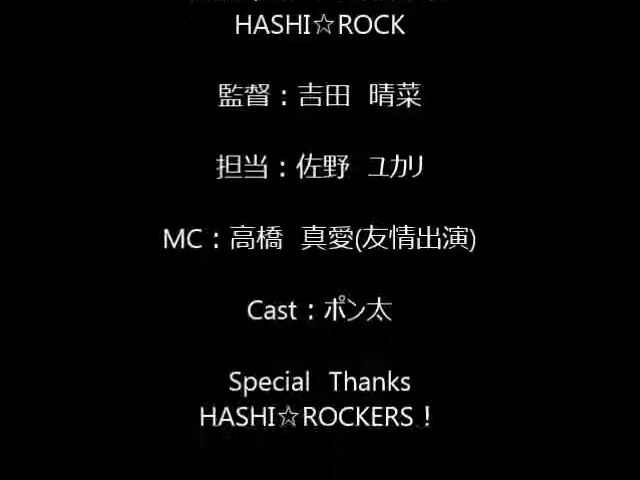 HASHI☆ROCK
監督：吉田　晴菜
担当：佐野　ユカリ
MC：高橋　真愛(友情出演)
Cast：ポン太
Special　Thanks
HASHI☆ROCKERS！